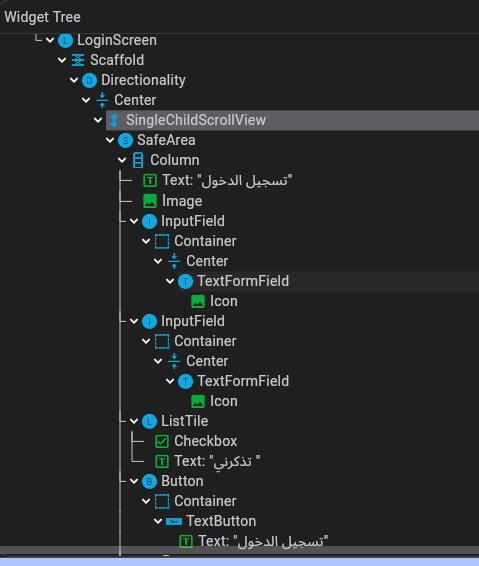 Widget Tree
LoginScreen
Scaffold
Directionality
Center
SingleChildScrollView
SafeArea
Column
Text: "تسجيل الدخول"
Image
InputField
Container
Center
TextFormField
Icon
InputField
Container
Center
TextFormField
Icon
ListTile
Checkbox
Text: "تذكرني "
Button
Container
TextButton
Text: "تسجيل الدخول"